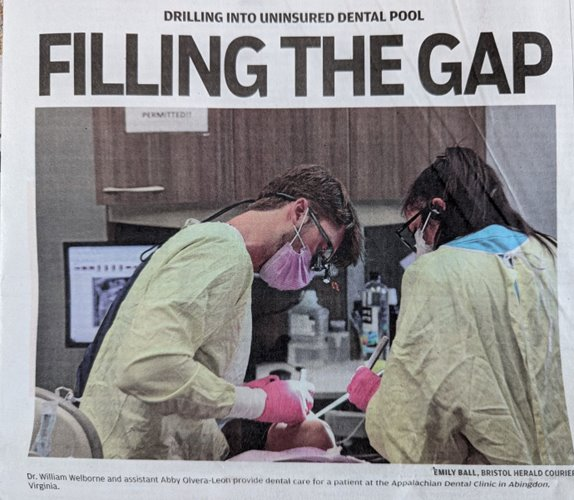 DRILLING INTO UNINSURED DENTAL POOL
FILLING THE GAP
PERMITTED!!
EMILY BALL, BRISTOL HERALD COURIER
Dr. William Welborne and assistant Abby Olvera-Leon provide dental care for a patient at the Appalachian Dental Clinic in Abingdon,
Virginia.